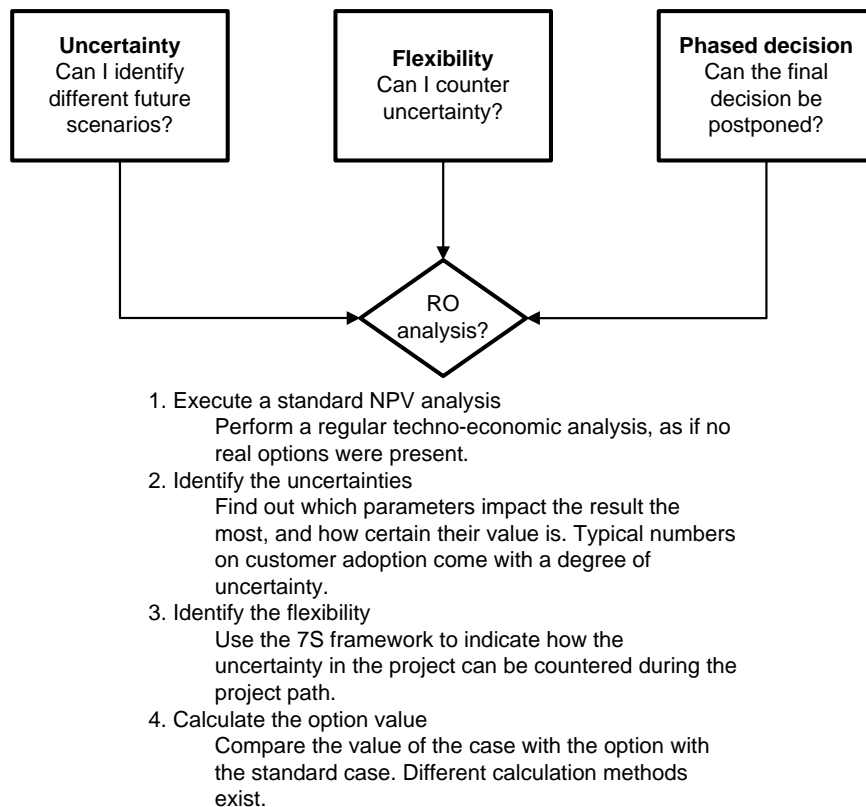 Uncertainty
Can I identify
different future
scenarios?
Flexibility
Can I counter
uncertainty?
Phased decision
Can the final
decision be
postponed?
RO
analysis?
1. Execute a standard NPV analysis
Perform a regular techno-economic analysis, as if no
real options were present.
2. Identify the uncertainties
Find out which parameters impact the result the
most, and how certain their value is. Typical numbers
on customer adoption come with a degree of
uncertainty.
3. Identify the flexibility
Use the 7S framework to indicate how the
uncertainty in the project can be countered during the
project path.
4. Calculate the option value
Compare the value of the case with the option with
the standard case. Different calculation methods
exist.